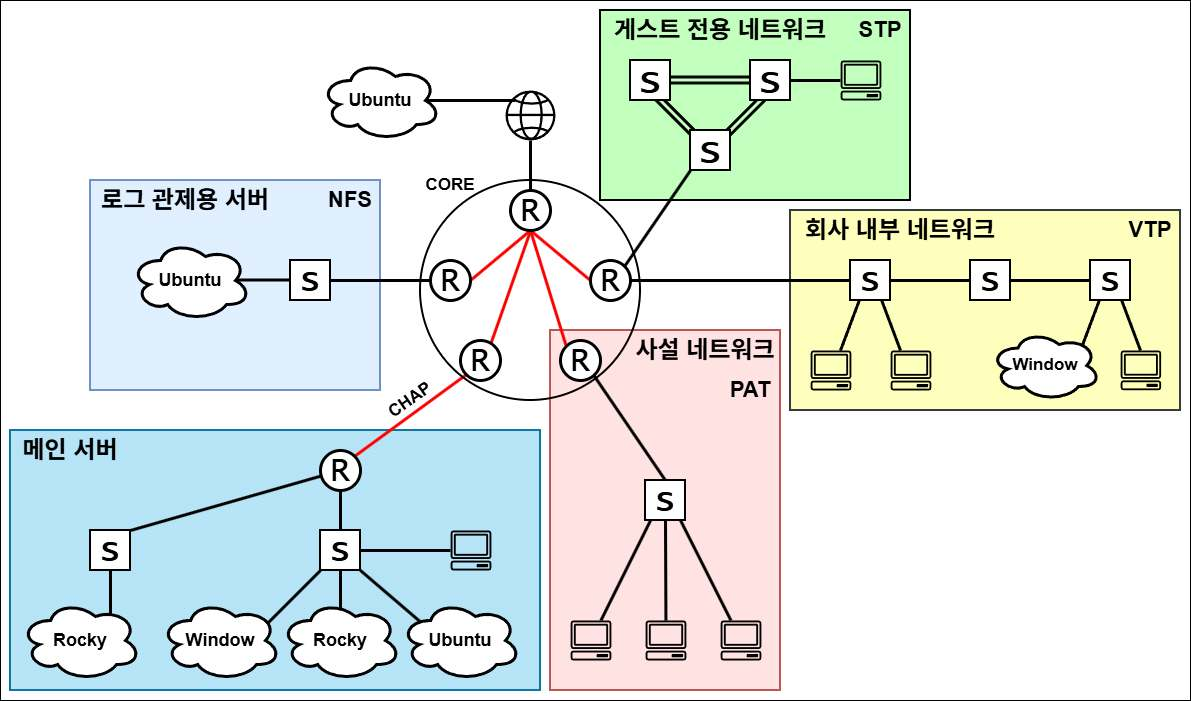 게스트 전용 네트워크 STP
S S
S
Ubuntu
CORE
R
로그 관제용 서버 NFS
Ubuntu S
R R
회사 내부 네트워크 VTP
S S S
Window
R R
CHAP
사설 네트워크
PAT
S
메인 서버
R
S S
Rocky Window Rocky Ubuntu